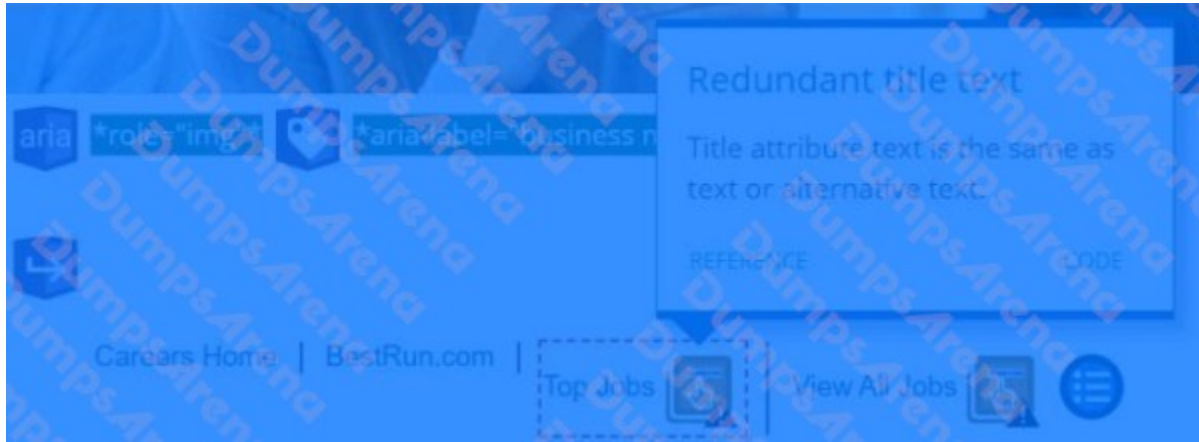 Redundant title text
aria *role="img"* *aria-label="business n
Title attribute text is the same as
text or alternative text.
REFERENCE CODE
Careers Home | BestRun.com | Top Jobs | View All Jobs
DumpsArena